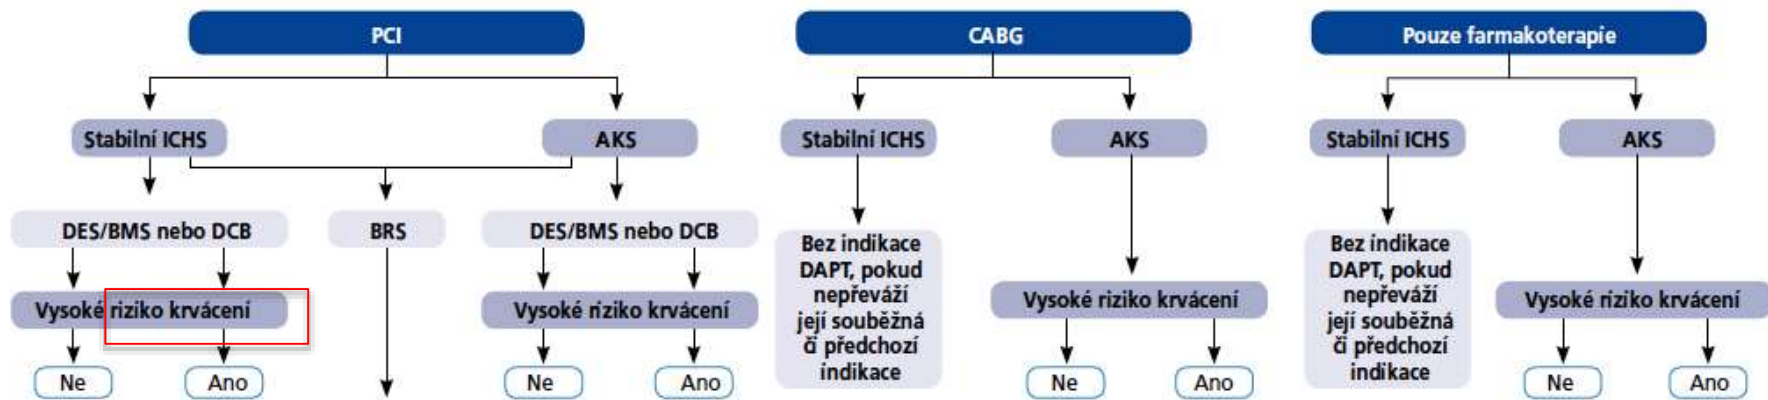 PCI
CABG
Pouze farmakoterapie
Stabilní ICHS
AKS
Stabilní ICHS
AKS
Stabilní ICHS
AKS
DES/BMS nebo DCB
BRS
DES/BMS nebo DCB
Bez indikace
DAPT, pokud
nepřeváží
její souběžná
či předchozí
indikace
Bez indikace
DAPT, pokud
nepřeváží
její souběžná
či předchozí
indikace
Vysoké riziko krvácení
Vysoké riziko krvácení
Vysoké riziko krvácení
Vysoké riziko krvácení
Ne
Ano
Ne
Ano
Ne
Ano
Ne
Ano